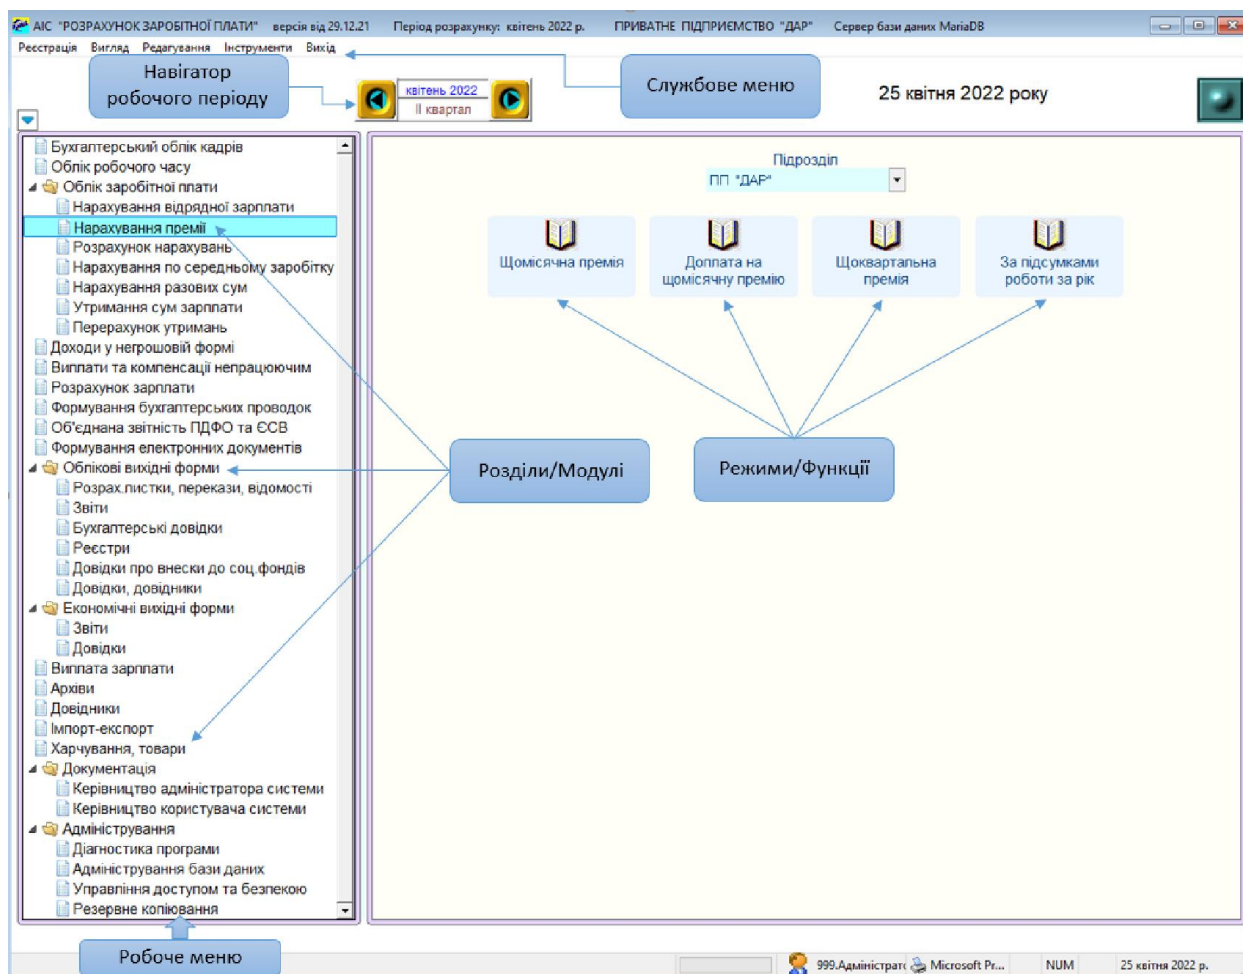 АІС "РОЗРАХУНОК ЗАРОБІТНОЇ ПЛАТИ" версія від 29.12.21 Період розрахунку: квітень 2022 р. ПРИВАТНЕ ПІДПРИЄМСТВО "ДАР" Сервер бази даних MariaDB
Реєстрація Вигляд Редагування Інструменти Вихід
Навігатор
робочого періоду
квітень 2022
II квартал
Службове меню
25 квітня 2022 року
Бухгалтерський облік кадрів
Облік робочого часу
Облік заробітної плати
Нарахування відрядної зарплати
Нарахування премії
Розрахунок нарахувань
Нарахування по середньому заробітку
Нарахування разових сум
Утримання сум зарплати
Перерахунок утримань
Доходи у негрошовій формі
Виплати та компенсації непрацюючим
Розрахунок зарплати
Формування бухгалтерських проводок
Об'єднана звітність ПДФО та ЄСВ
Формування електронних документів
Облікові вихідні форми
Розрах.листки, перекази, відомості
Звіти
Бухгалтерські довідки
Реєстри
Довідки про внески до соц.фондів
Довідки, довідники
Економічні вихідні форми
Звіти
Довідки
Виплата зарплати
Архіви
Довідники
Імпорт-експорт
Харчування, товари
Документація
Керівництво адміністратора системи
Керівництво користувача системи
Адміністрування
Діагностика програми
Адміністрування бази даних
Управління доступом та безпекою
Резервне копіювання
Підрозділ
ПП "ДАР"
Щомісячна премія
Доплата на
щомісячну премію
Щоквартальна
премія
За підсумками
роботи за рік
Розділи/Модулі
Режими/Функції
Робоче меню
999.Адміністрато Microsoft Pr... NUM 25 квітня 2022 р.